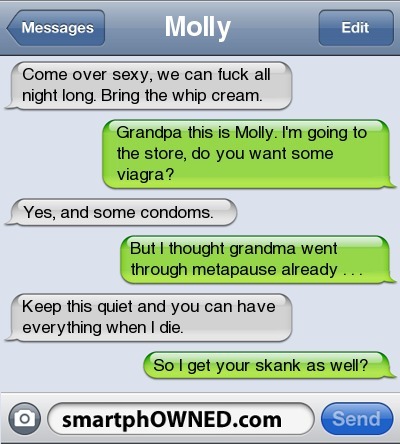 Messages
Molly
Edit
Come over sexy, we can fuck all
night long. Bring the whip cream.
Grandpa this is Molly. I'm going to
the store, do you want some
viagra?
Yes, and some condoms.
But I thought grandma went
through metapause already . . .
Keep this quiet and you can have
everything when I die.
So I get your skank as well?
smartphOWNED.com
Send